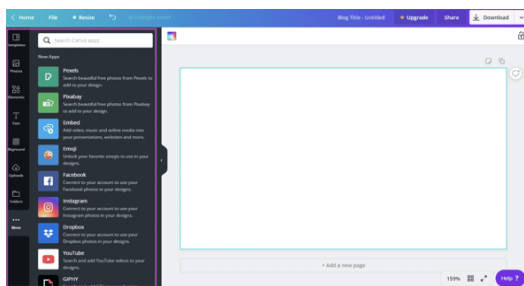 Home File Resize All changes saved Blog Title - Untitled Upgrade Share Download
Search Canva apps
Templates
Photos
Elements
Text
Background
Uploads
Folders
More
New Apps
Pexels
Search beautiful free photos from Pexels to
add to your design.
Pixabay
Search beautiful free photos from Pixabay
to add to your design.
Embed
Add video, music and online media into
your presentations, websites and more.
Emoji
Unlock your favorite emojis to use in your
designs.
Facebook
Connect to your account to use your
Facebook photos in your designs.
Instagram
Connect to your account to use your
Instagram photos in your designs.
Dropbox
Connect to your account to use your
Dropbox photos in your designs.
YouTube
Search and add YouTube videos to your
designs.
GIPHY
+ Add a new page
159%
Help ?